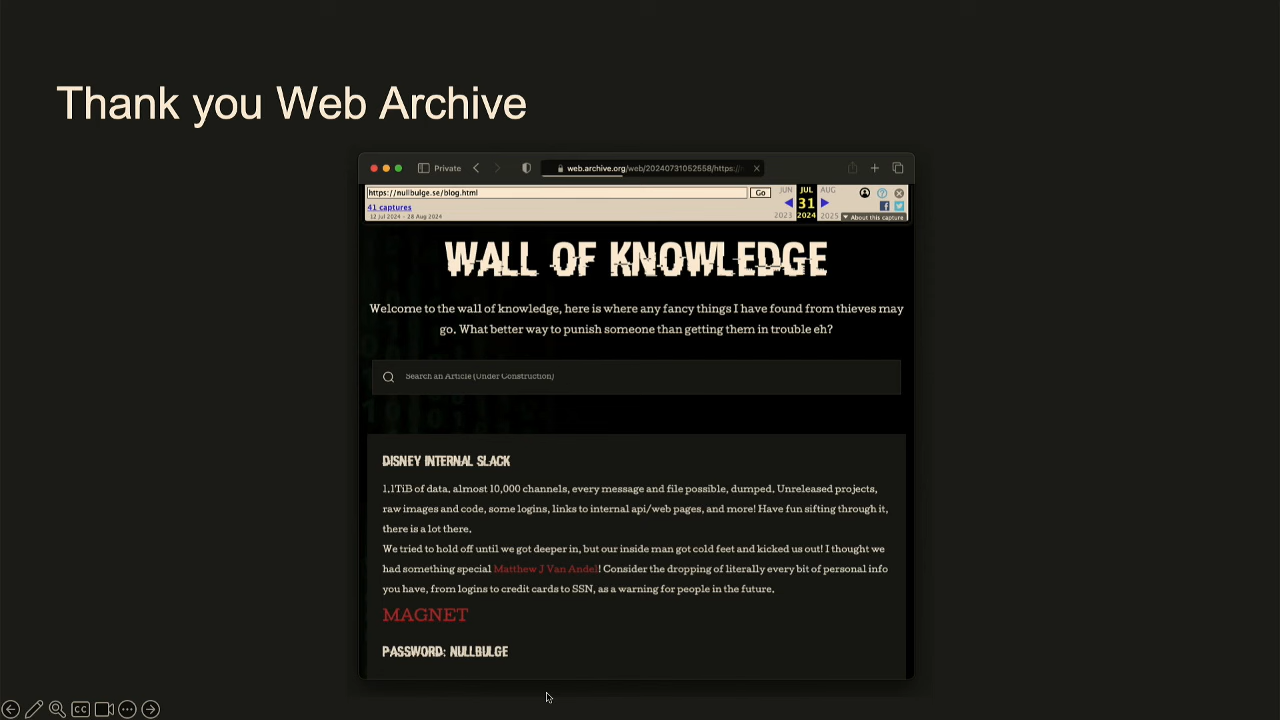 Thank you Web Archive
Private
web.archive.org/web/20240731052558/https:/
https://nullbulge.se/blog.html
Go
JUN
JUL
AUG
41 captures
31
12 Jul 2024 - 28 Aug 2024
2023
2024
2025
About this capture
WALL OF KNOWLEDGE
Welcome to the wall of knowledge, here is where any fancy things I have found from thieves may
go. What better way to punish someone than getting them in trouble eh?
Search an Article (Under Construction)
DISNEY INTERNAL SLACK
1.1TiB of data. almost 10,000 channels, every message and file possible, dumped. Unreleased projects,
raw images and code, some logins, links to internal api/web pages, and more! Have fun sifting through it,
there is a lot there.
We tried to hold off until we got deeper in, but our inside man got cold feet and kicked us out! I thought we
had something special Matthew J Van Andel! Consider the dropping of literally every bit of personal info
you have, from logins to credit cards to SSN, as a warning for people in the future.
MAGNET
PASSWORD: NULLBULGE
CC